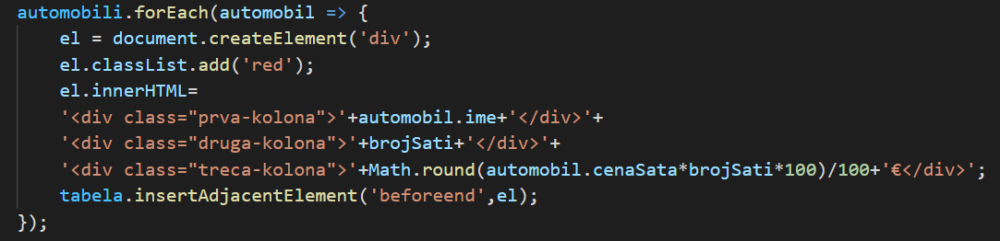 automobili.forEach(automobil => {
    el = document.createElement('div');
    el.classList.add('red');
    el.innerHTML=
    '<div class="prva-kolona">'+automobil.ime+'</div>'+
    '<div class="druga-kolona">'+brojSati+'</div>'+
    '<div class="treca-kolona">'+Math.round(automobil.cenaSata*brojSati*100)/100+'€</div>';
    tabela.insertAdjacentElement('beforeend',el);
});